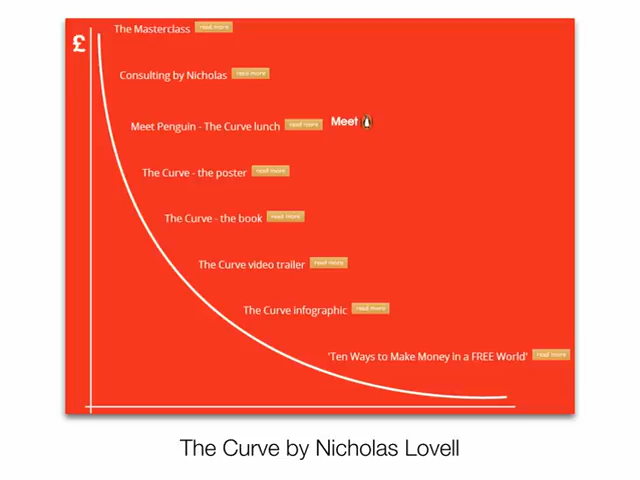 The Masterclass read more
£
Consulting by Nicholas read more
Meet Penguin - The Curve lunch read more Meet
The Curve - the poster read more
The Curve - the book read more
The Curve video trailer read more
The Curve infographic read more
'Ten Ways to Make Money in a FREE World' read more
The Curve by Nicholas Lovell